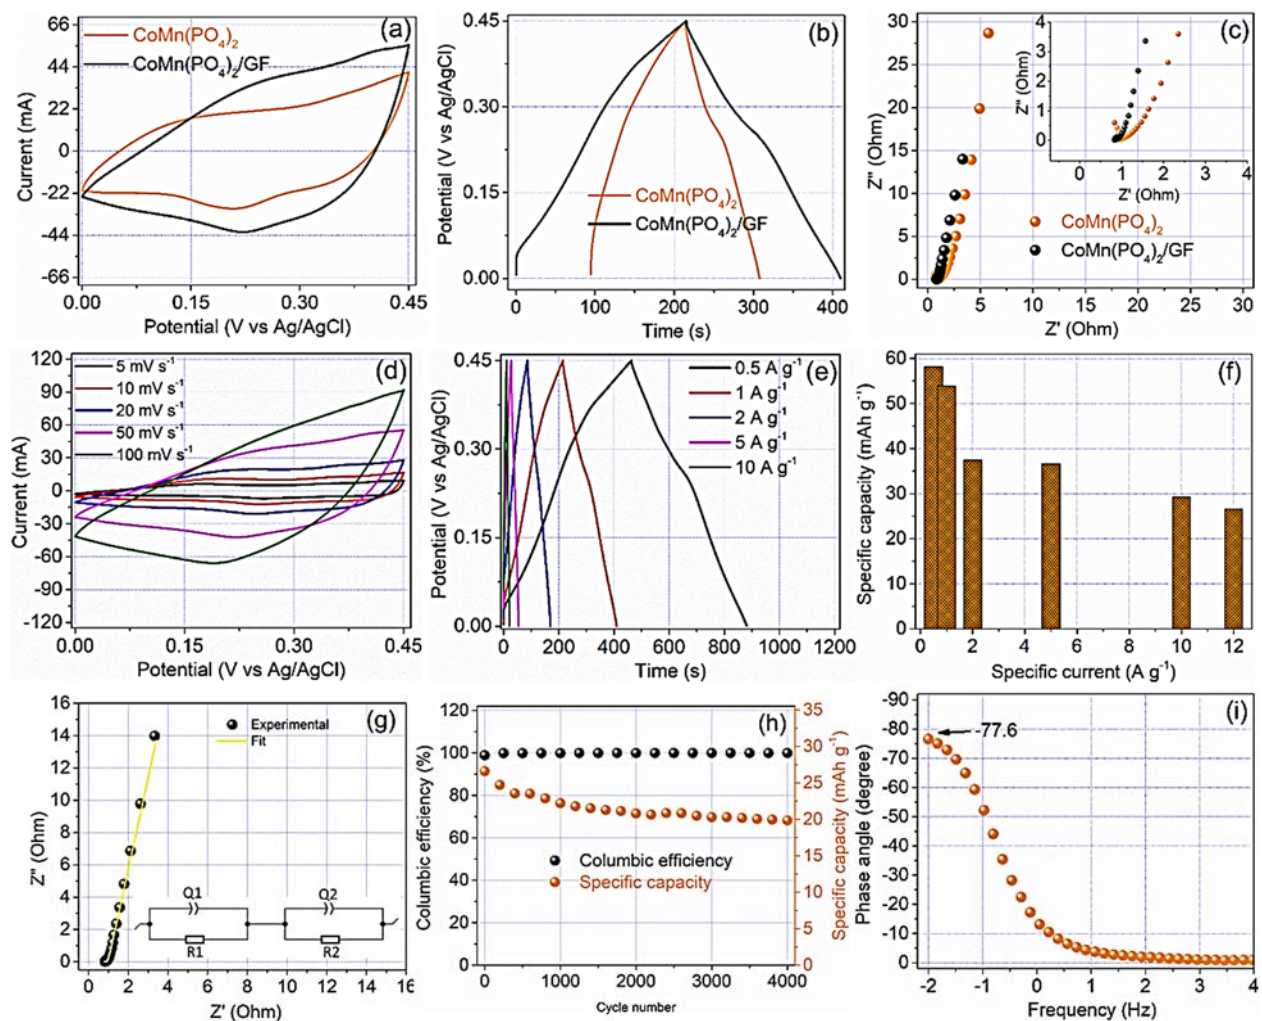 (a)
CoMn(PO₄)₂
CoMn(PO₄)₂/GF
66
44
22
0
-22
-44
-66
Current (mA)
0.00 0.15 0.30 0.45
Potential (V vs Ag/AgCl)
(b)
0.45
0.30
0.15
0.00
Potential (V vs Ag/AgCl)
CoMn(PO₄)₂
CoMn(PO₄)₂/GF
0 100 200 300 400
Time (s)
(c)
30
25
20
15
10
5
0
Z" (Ohm)
4
3
2
1
0
Z" (Ohm)
0 1 2 3 4
Z' (Ohm)
CoMn(PO₄)₂
CoMn(PO₄)₂/GF
0 5 10 15 20 25 30
Z' (Ohm)
(d)
5 mV s⁻¹
10 mV s⁻¹
20 mV s⁻¹
50 mV s⁻¹
100 mV s⁻¹
120
90
60
30
0
-30
-60
-90
-120
Current (mA)
0.00 0.15 0.30 0.45
Potential (V vs Ag/AgCl)
(e)
0.5 A g⁻¹
1 A g⁻¹
2 A g⁻¹
5 A g⁻¹
10 A g⁻¹
0.45
0.30
0.15
0.00
Potential (V vs Ag/AgCl)
0 200 400 600 800 1000 1200
Time (s)
(f)
60
50
40
30
20
10
0
Specific capacity (mAh g⁻¹)
0 2 4 6 8 10 12
Specific current (A g⁻¹)
(g)
Experimental
Fit
16
14
12
10
8
6
4
2
0
Z" (Ohm)
Q1 Q2
R1 R2
0 2 4 6 8 10 12 14 16
Z' (Ohm)
(h)
120
100
80
60
40
20
0
Columbic efficiency (%)
Columbic efficiency
Specific capacity
35
30
25
20
15
10
5
0
Specific capacity (mAh g⁻¹)
0 1000 2000 3000 4000
Cycle number
(i)
-77.6
-90
-80
-70
-60
-50
-40
-30
-20
-10
0
Phase angle (degree)
-2 -1 0 1 2 3 4
Frequency (Hz)